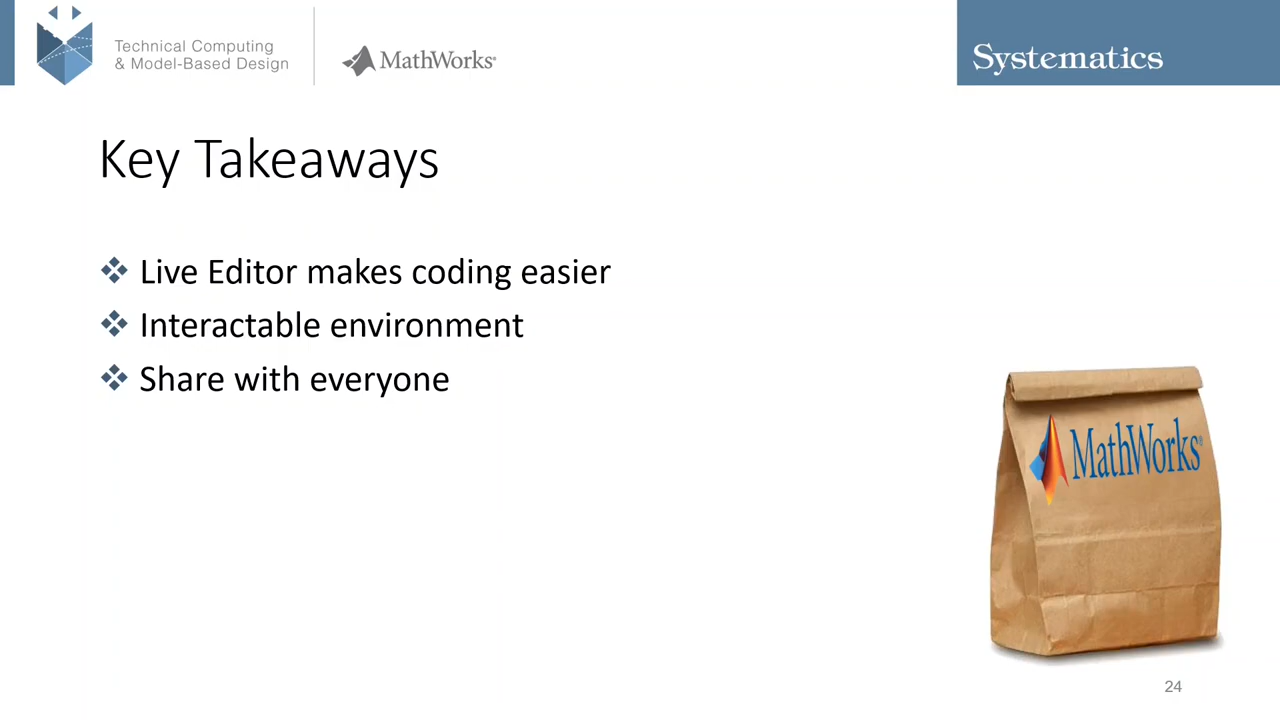 Technical Computing
& Model-Based Design
MathWorks®
Systematics
Key Takeaways
❖ Live Editor makes coding easier
❖ Interactable environment
❖ Share with everyone
MathWorks®
24